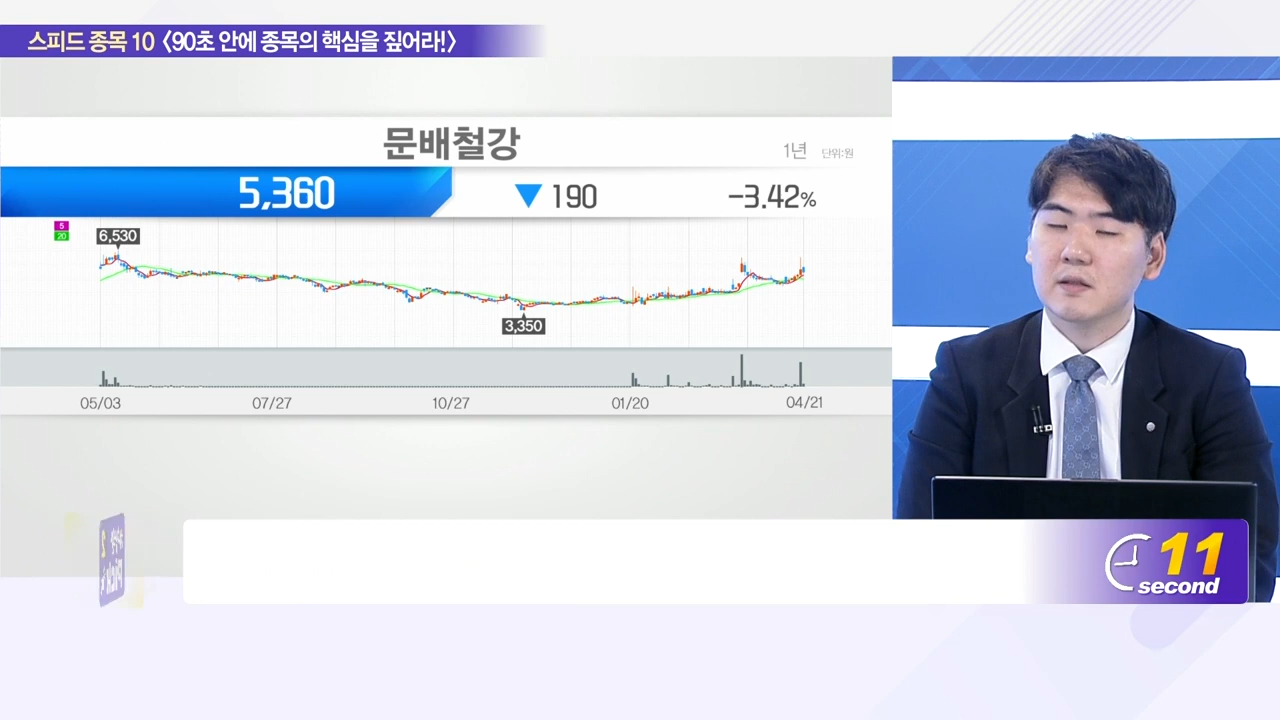 스피드 종목 10 〈90초 안에 종목의 핵심을 짚어라!〉
문배철강
1년 단위:원
5,360 ▼ 190 -3.42%
5
20
6,530
3,350
05/03 07/27 10/27 01/20 04/21
11
second